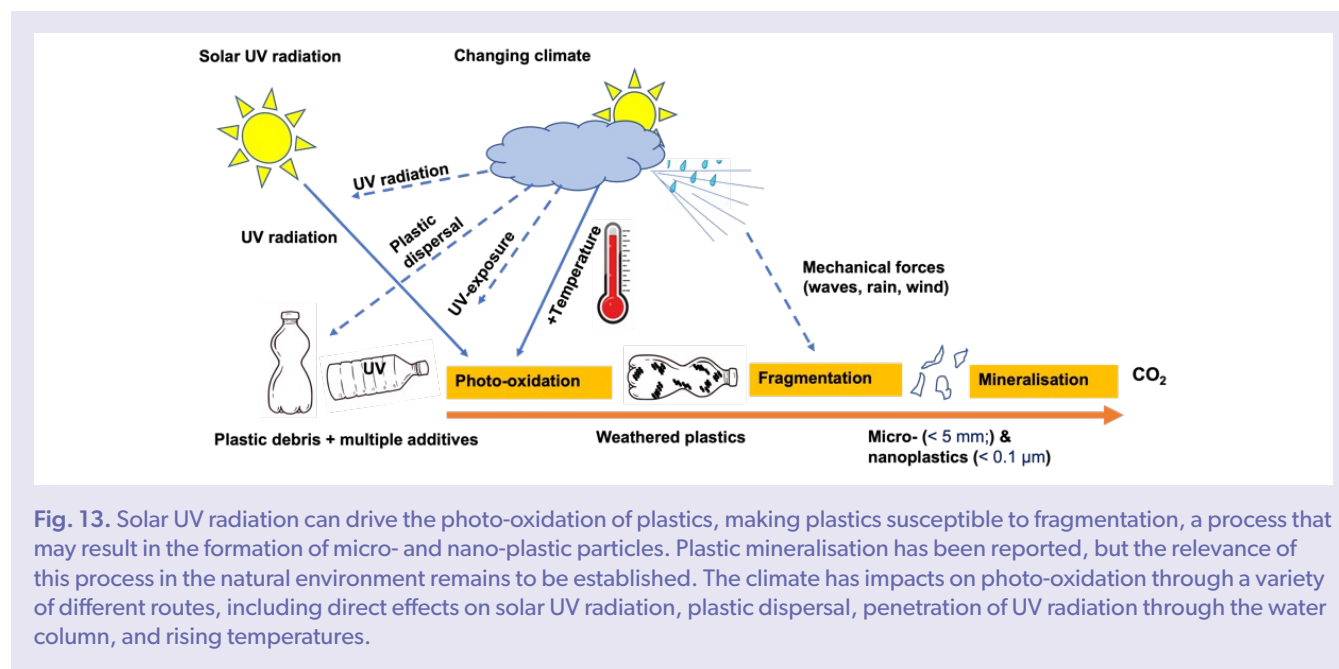 Solar UV radiation
Changing climate
UV radiation
UV radiation
Plastic
dispersal
UV-exposure
+Temperature
Mechanical forces
(waves, rain, wind)
UV
Photo-oxidation
Fragmentation
Mineralisation
CO₂
Plastic debris + multiple additives
Weathered plastics
Micro- (< 5 mm;) &
nanoplastics (< 0.1 µm)
Fig. 13. Solar UV radiation can drive the photo-oxidation of plastics, making plastics susceptible to fragmentation, a process that
may result in the formation of micro- and nano-plastic particles. Plastic mineralisation has been reported, but the relevance of
this process in the natural environment remains to be established. The climate has impacts on photo-oxidation through a variety
of different routes, including direct effects on solar UV radiation, plastic dispersal, penetration of UV radiation through the water
column, and rising temperatures.